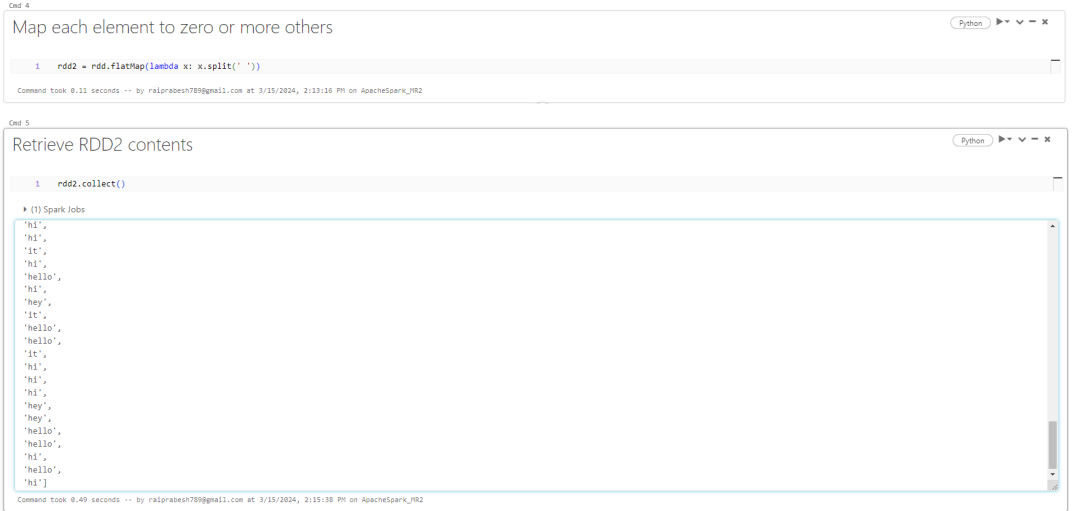 Cmd 4
Map each element to zero or more others
Python
1 rdd2 = rdd.flatMap(lambda x: x.split(' '))
Command took 0.11 seconds -- by raiprabesh789@gmail.com at 3/15/2024, 2:13:16 PM on ApacheSpark_MR2
Cmd 5
Retrieve RDD2 contents
Python
1 rdd2.collect()
(1) Spark Jobs
'hi',
'hi',
'it',
'hi',
'hello',
'hi',
'hey',
'it',
'hello',
'hello',
'it',
'hi',
'hi',
'hi',
'hey',
'hey',
'hello',
'hello',
'hi',
'hello',
'hi']
Command took 0.49 seconds -- by raiprabesh789@gmail.com at 3/15/2024, 2:15:38 PM on ApacheSpark_MR2